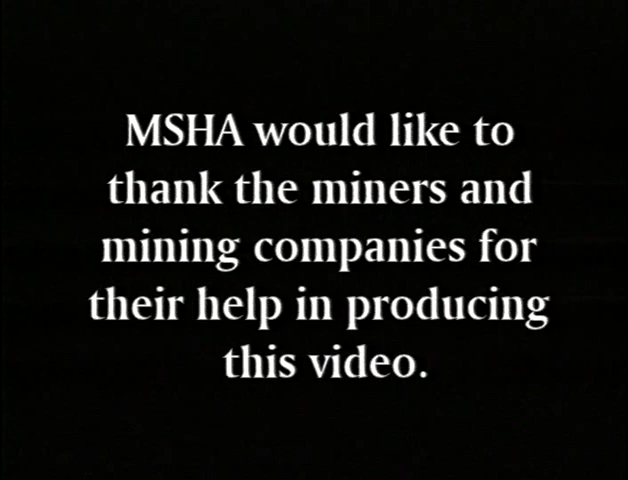 MSHA would like to
thank the miners and
mining companies for
their help in producing
this video.